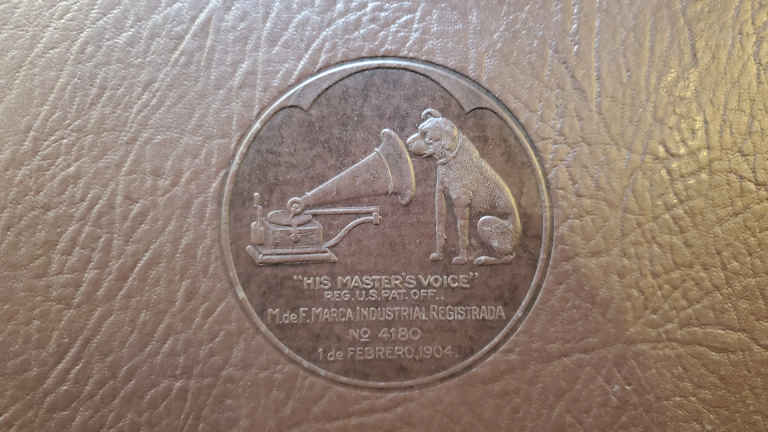 "HIS MASTER'S VOICE"
REG. U.S. PAT. OFF.
M. de F. MARCA INDUSTRIAL REGISTRADA
No 4180
1 de FEBRERO, 1904.